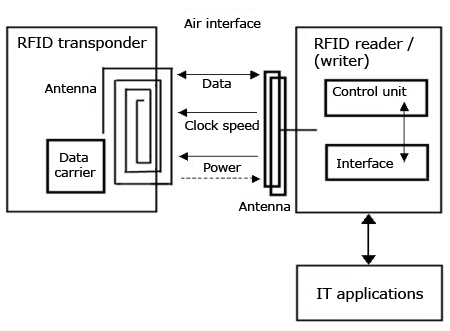 Air interface
RFID transponder
Antenna
Data
carrier
Data
Clock speed
Power
Antenna
RFID reader /
(writer)
Control unit
Interface
IT applications